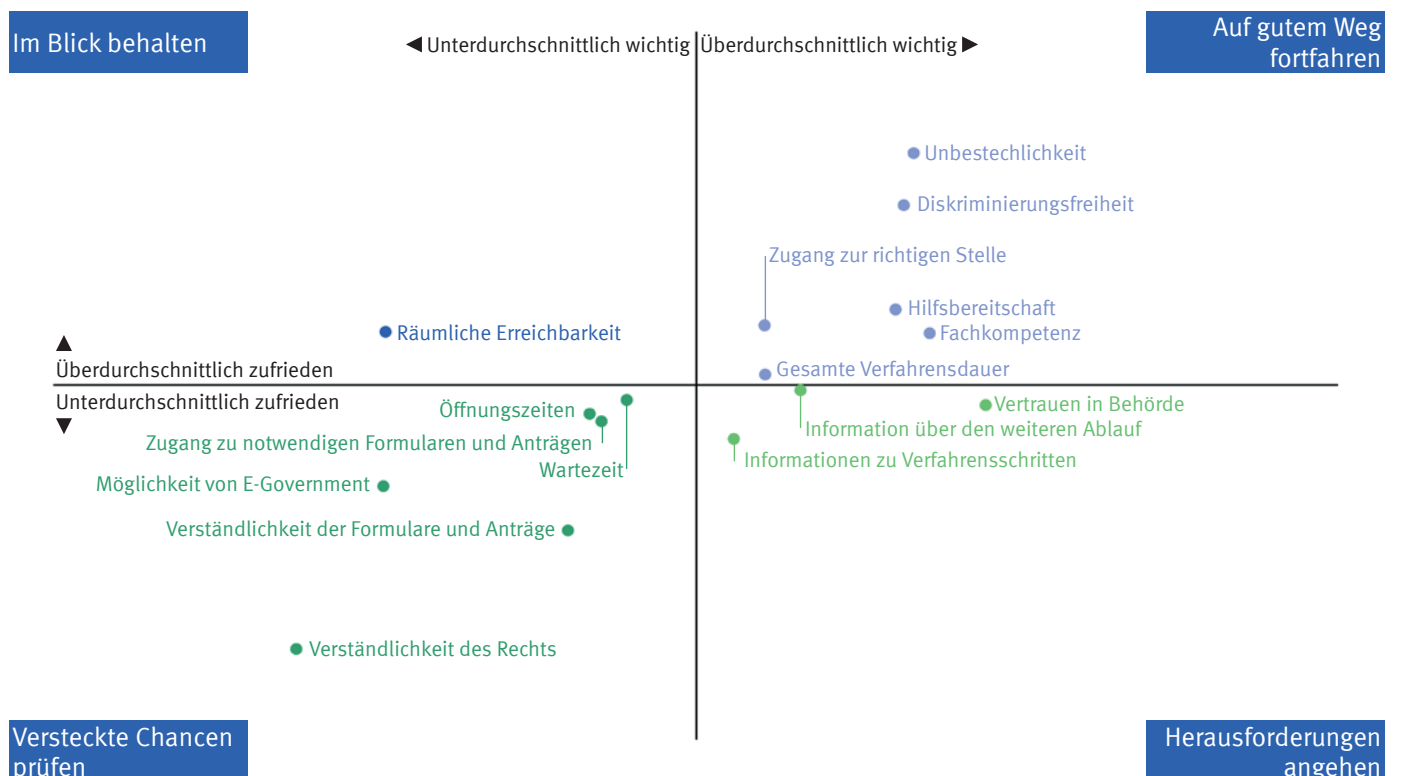 Im Blick behalten
◀ Unterdurchschnittlich wichtig
Überdurchschnittlich wichtig ▶
Auf gutem Weg
fortfahren
Unbestechlichkeit
Diskriminierungsfreiheit
Zugang zur richtigen Stelle
Hilfsbereitschaft
Räumliche Erreichbarkeit
Fachkompetenz
▲
Überdurchschnittlich zufrieden
Gesamte Verfahrensdauer
Unterdurchschnittlich zufrieden
▼
Öffnungszeiten
Vertrauen in Behörde
Information über den weiteren Ablauf
Zugang zu notwendigen Formularen und Anträgen
Informationen zu Verfahrensschritten
Wartezeit
Möglichkeit von E-Government
Verständlichkeit der Formulare und Anträge
Verständlichkeit des Rechts
Versteckte Chancen
prüfen
Herausforderungen
angehen